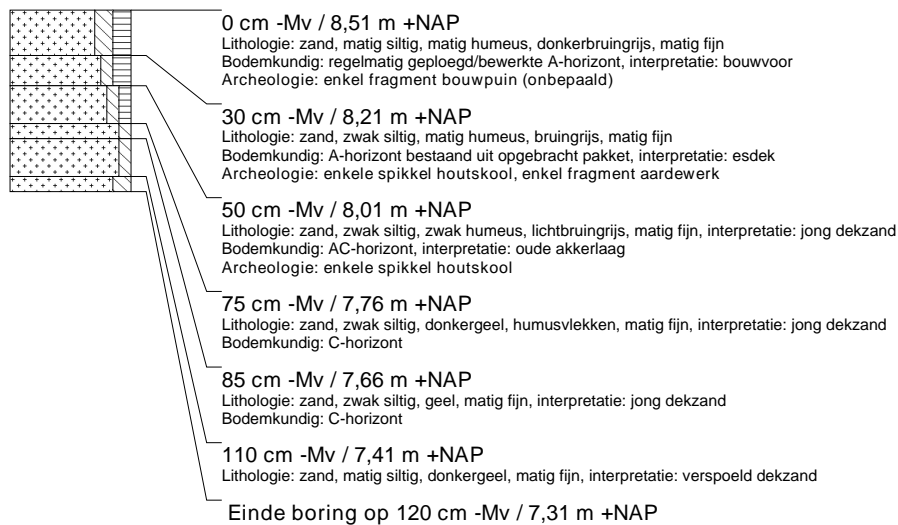 0 cm -Mv / 8,51 m +NAP
Lithologie: zand, matig siltig, matig humeus, donkerbruingrijs, matig fijn
Bodemkundig: regelmatig geploegd/bewerkte A-horizont, interpretatie: bouwvoor
Archeologie: enkel fragment bouwpuin (onbepaald)
30 cm -Mv / 8,21 m +NAP
Lithologie: zand, zwak siltig, matig humeus, bruingrijs, matig fijn
Bodemkundig: A-horizont bestaand uit opgebracht pakket, interpretatie: esdek
Archeologie: enkele spikkel houtskool, enkel fragment aardewerk
50 cm -Mv / 8,01 m +NAP
Lithologie: zand, zwak siltig, zwak humeus, lichtbruingrijs, matig fijn, interpretatie: jong dekzand
Bodemkundig: AC-horizont, interpretatie: oude akkerlaag
Archeologie: enkele spikkel houtskool
75 cm -Mv / 7,76 m +NAP
Lithologie: zand, zwak siltig, donkergeel, humusvlekken, matig fijn, interpretatie: jong dekzand
Bodemkundig: C-horizont
85 cm -Mv / 7,66 m +NAP
Lithologie: zand, zwak siltig, geel, matig fijn, interpretatie: jong dekzand
Bodemkundig: C-horizont
110 cm -Mv / 7,41 m +NAP
Lithologie: zand, matig siltig, donkergeel, matig fijn, interpretatie: verspoeld dekzand
Einde boring op 120 cm -Mv / 7,31 m +NAP